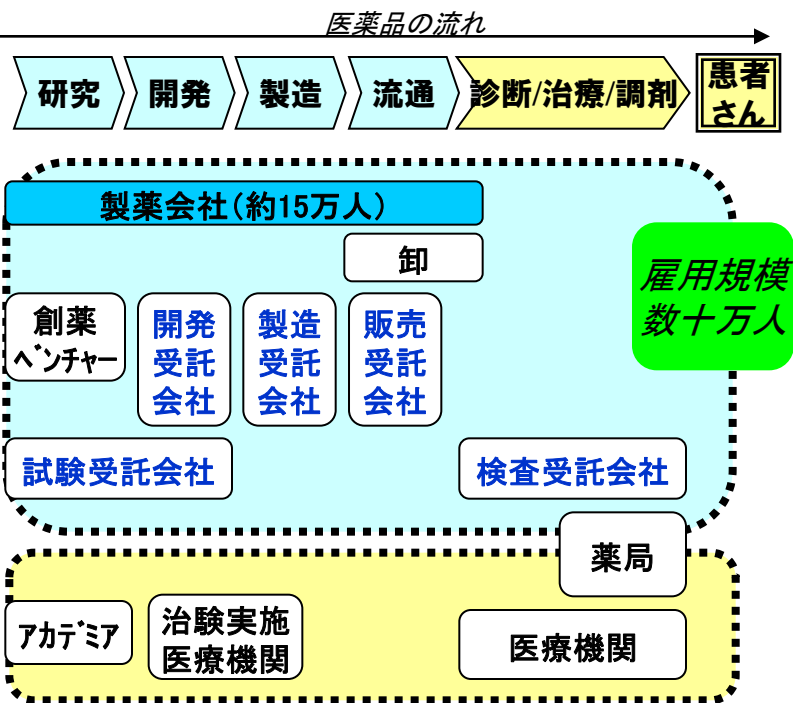 医薬品の流れ
研究
開発
製造
流通
診断/治療/調剤
患者
さん
製薬会社(約15万人)
卸
雇用規模
数十万人
創薬
ベンチャー
開発
受託
会社
製造
受託
会社
販売
受託
会社
試験受託会社
検査受託会社
薬局
アカデミア
治験実施
医療機関
医療機関